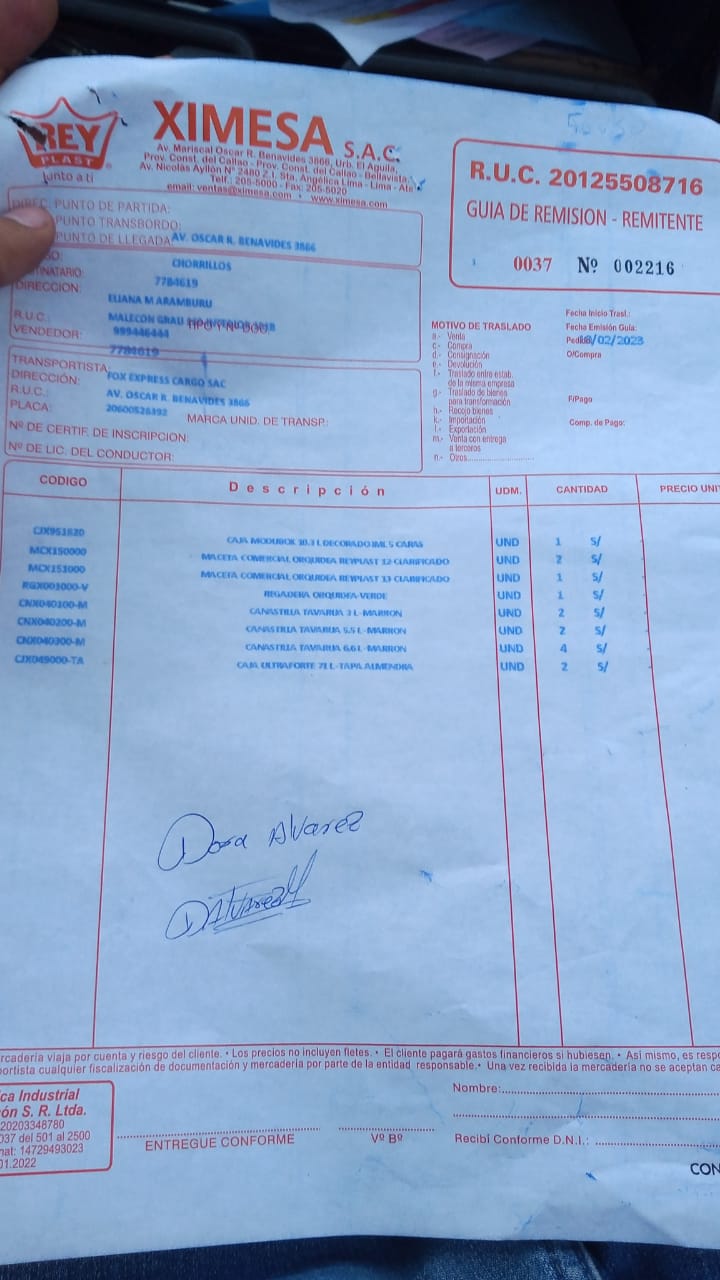 REY
PLAST
junto a ti
XIMESA S.A.C.
Av. Mariscal Oscar R. Benavides 3866, Urb. El Aguila,
Prov. Const. del Callao - Prov. Const. del Callao - Bellavista.
Av. Nicolás Ayllón Nº 2480 Z.I. Sta. Angélica Lima - Lima - Ate
Telf.: 205-5000 - Fax: 205-5020
email: ventas@ximesa.com • www.ximesa.com
R.U.C. 20125508716
GUIA DE REMISION - REMITENTE
0037 Nº 002216
DIREC. PUNTO DE PARTIDA:
PUNTO TRANSBORDO:
PUNTO DE LLEGADA: AV. OSCAR R. BENAVIDES 3866
CHORRILLOS
7784619
DIRECCION:
ELIANA M ARAMBURU
R.U.C.:
MALECON GRAU
VENDEDOR: 999446444
7784619
TRANSPORTISTA: FOX EXPRESS CARGO SAC
DIRECCIÓN: AV. OSCAR R. BENAVIDES 3866
R.U.C.: 20600526392
PLACA: MARCA UNID. DE TRANSP.:
Nº DE CERTIF. DE INSCRIPCION:
Nº DE LIC. DEL CONDUCTOR:
MOTIVO DE TRASLADO
a.- Venta
c.- Compra
d.- Consignación
e.- Devolución
f.- Traslado entre estab.
de la misma empresa
g.- Traslado de bienes
para transformación
h.- Recojo bienes
k.- Importación
l.- Exportación
m.- Venta con entrega
a terceros
n.- Otros
Fecha Inicio Trasl.:
Fecha Emisión Guía:
18/02/2023
O/Compra
F/Pago
Comp. de Pago:
CODIGO Descripción UDM. CANTIDAD PRECIO UNI
CJX951820 CAJA MODUBOX 10.3 L DECORADO IML 5 CARAS UND 1 S/
MCX150000 MACETA COMERCIAL ORQUIDEA REYPLAST 12 CLARIFICADO UND 2 S/
MCX151000 MACETA COMERCIAL ORQUIDEA REYPLAST 13 CLARIFICADO UND 1 S/
RGX001000-V REGADERA ORQUIDEA-VERDE UND 1 S/
CNX040100-M CANASTILLA TAVARUA 3 L-MARRON UND 2 S/
CNX040200-M CANASTILLA TAVARUA 5.5 L-MARRON UND 2 S/
CNX040300-M CANASTILLA TAVARUA 6.6 L-MARRON UND 4 S/
CJX049000-TA CAJA ULTRAFORTE 71 L-TAPA ALMENDRA UND 2 S/
Dora Alvarez
DAlvarez
rcadería viaja por cuenta y riesgo del cliente. • Los precios no incluyen fletes. • El cliente pagará gastos financieros si hubiesen. • Así mismo, es respo
portista cualquier fiscalización de documentación y mercadería por parte de la entidad responsable. • Una vez recibida la mercadería no se aceptan ca
ca Industrial
ón S. R. Ltda.
20203348780
037 del 501 al 2500
nat: 14729493023
01.2022
ENTREGUE CONFORME
Vº Bº
Nombre:
Recibí Conforme D.N.I.:
CON